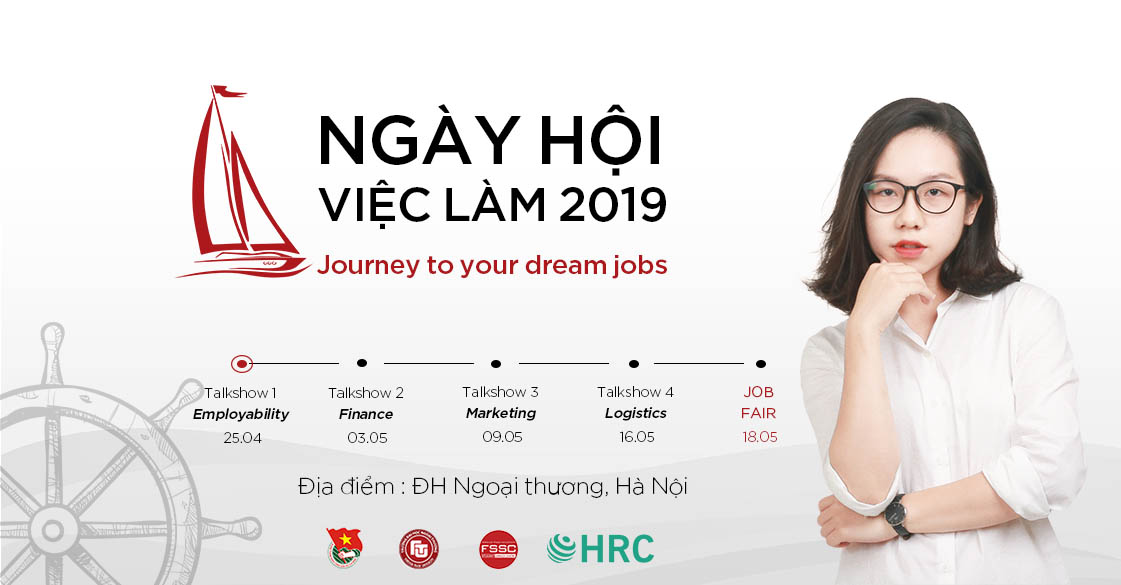 NGÀY HỘI
VIỆC LÀM 2019
Journey to your dream jobs
Talkshow 1
Employability
25.04
Talkshow 2
Finance
03.05
Talkshow 3
Marketing
09.05
Talkshow 4
Logistics
16.05
JOB
FAIR
18.05
Địa điểm : ĐH Ngoại thương, Hà Nội
FSSC
HRC